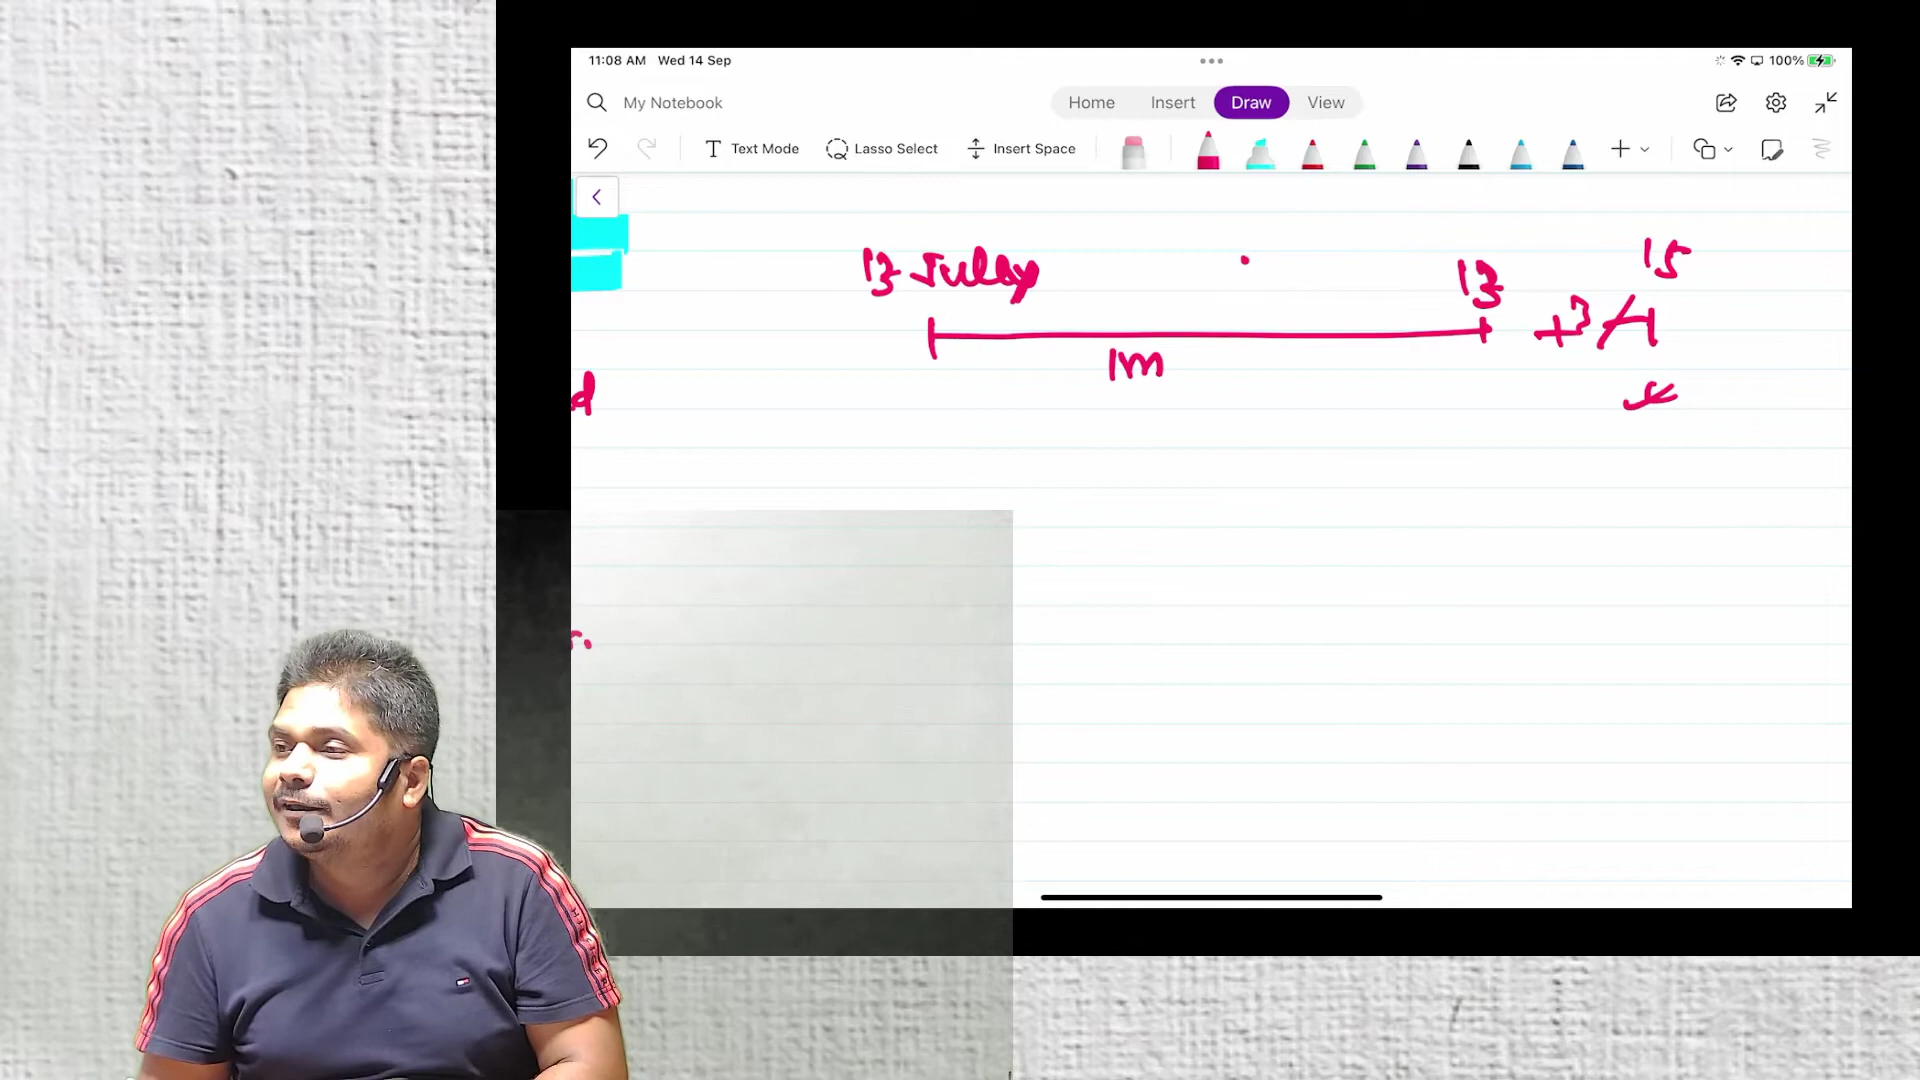 11:08 AM Wed 14 Sep
100%
My Notebook
Home Insert Draw View
Text Mode Lasso Select Insert Space
13 July
13
15
+3
1m
d
r.